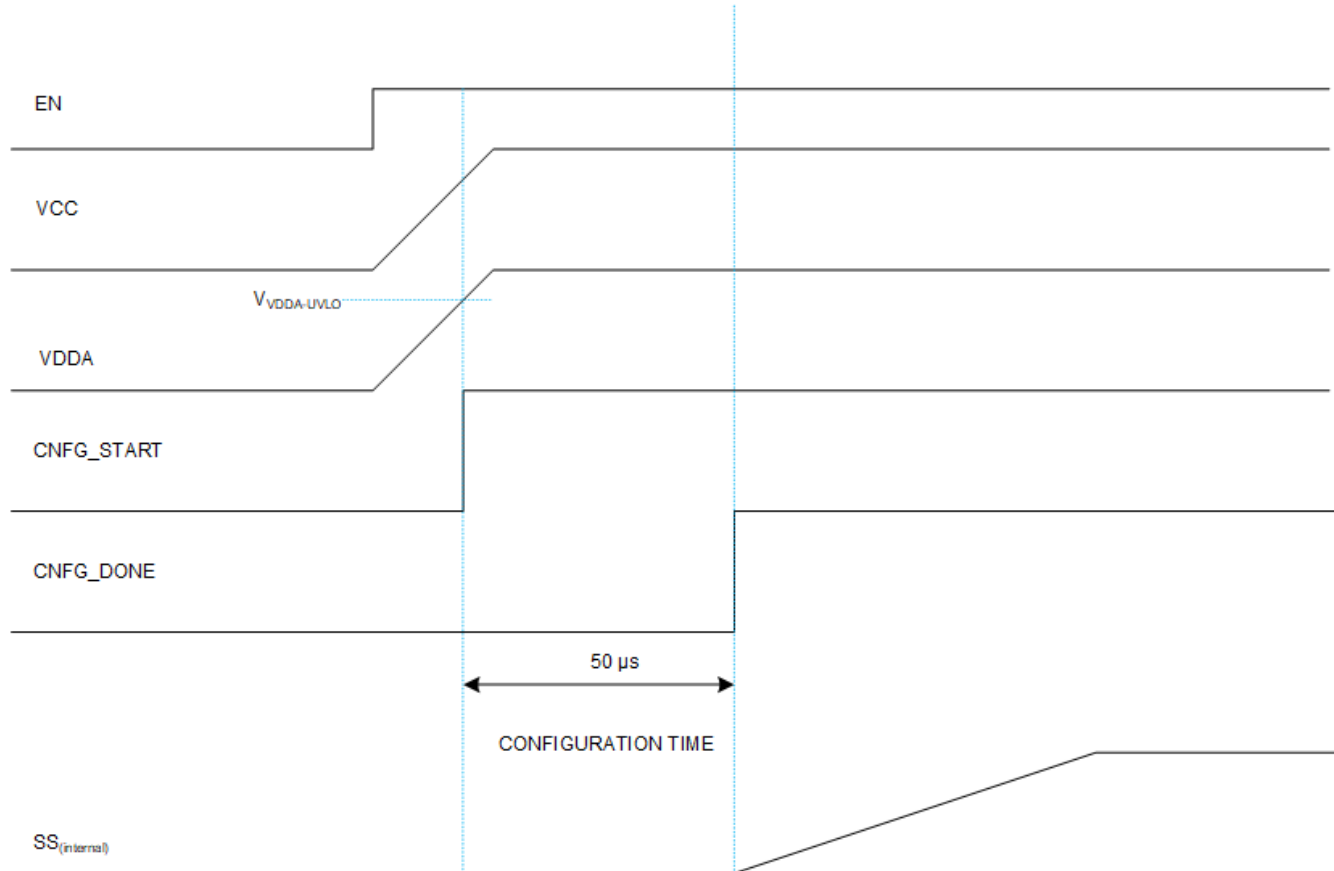 EN
VCC
VVDDA-UVLO
VDDA
CNFG_START
CNFG_DONE
50 µs
CONFIGURATION TIME
SS(internal)